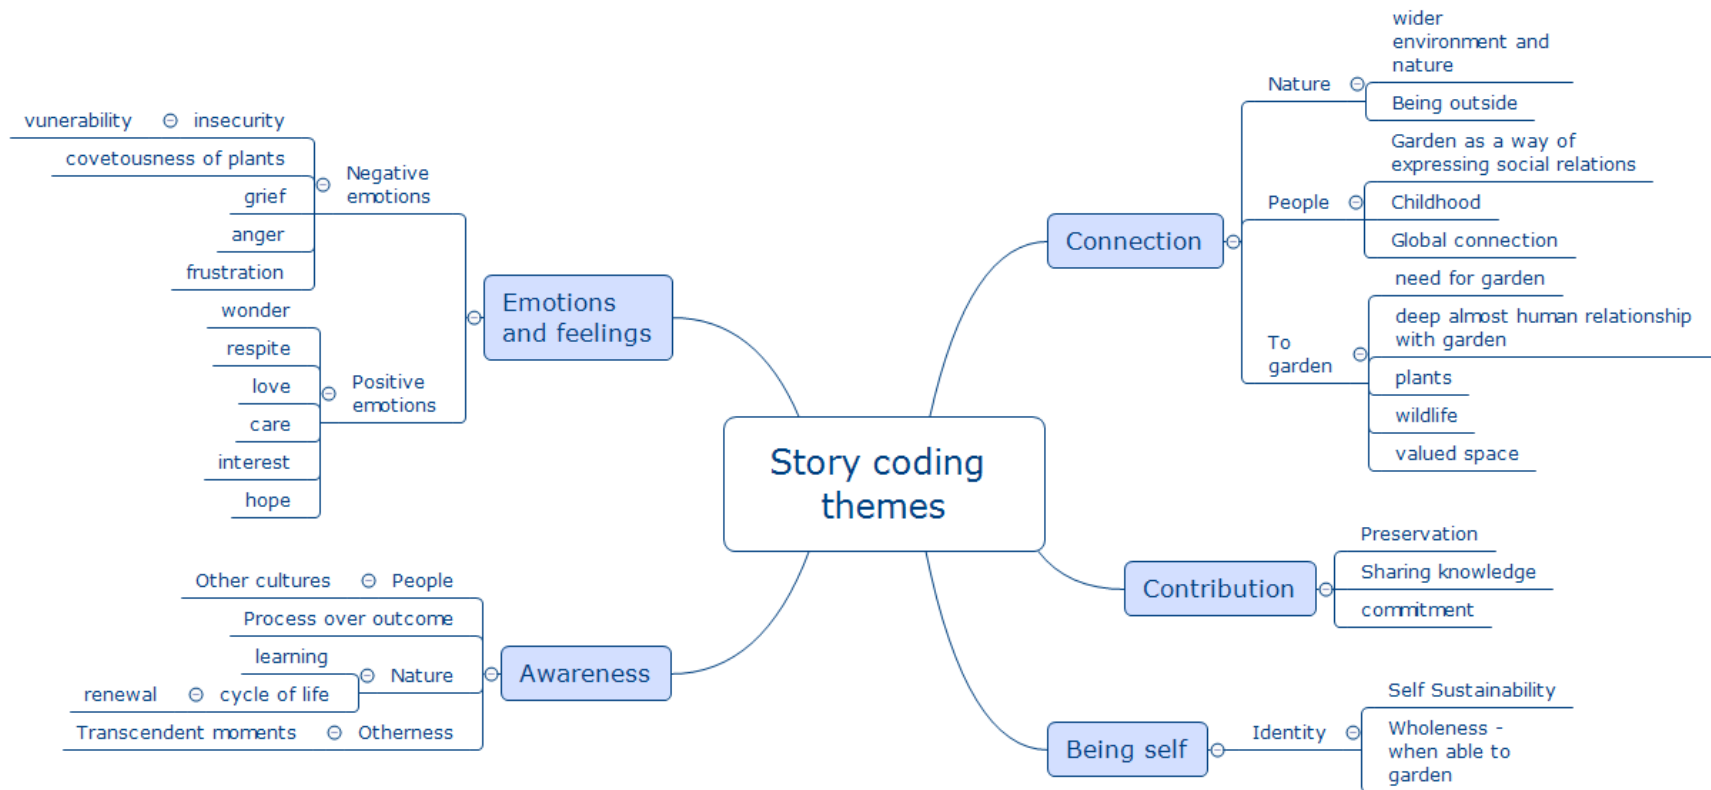 Story coding
themes
Emotions
and feelings
Negative
emotions
vunerability
insecurity
covetousness of plants
grief
anger
frustration
Positive
emotions
wonder
respite
love
care
interest
hope
Awareness
Other cultures
People
Process over outcome
learning
Nature
renewal
cycle of life
Transcendent moments
Otherness
Connection
Nature
wider
environment and
nature
Being outside
People
Garden as a way of
expressing social relations
Childhood
Global connection
To
garden
need for garden
deep almost human relationship
with garden
plants
wildlife
valued space
Contribution
Preservation
Sharing knowledge
commitment
Being self
Identity
Self Sustainability
Wholeness -
when able to
garden